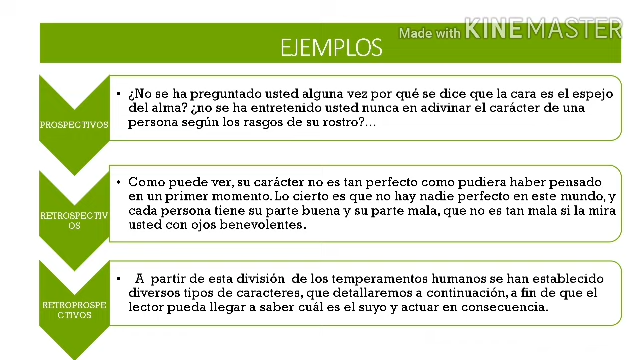 Made with KINEMASTER
EJEMPLOS
PROSPECTIVOS
• ¿No se ha preguntado usted alguna vez por qué se dice que la cara es el espejo
del alma? ¿no se ha entretenido usted nunca en adivinar el carácter de una
persona según los rasgos de su rostro?...
RETROSPECTIV
OS
• Como puede ver, su carácter no es tan perfecto como pudiera haber pensado
en un primer momento. Lo cierto es que no hay nadie perfecto en este mundo, y
cada persona tiene su parte buena y su parte mala, que no es tan mala si la mira
usted con ojos benevolentes.
RETROPROSPE
CTIVOS
• A partir de esta división de los temperamentos humanos se han establecido
diversos tipos de caracteres, que detallaremos a continuación, a fin de que el
lector pueda llegar a saber cuál es el suyo y actuar en consecuencia.